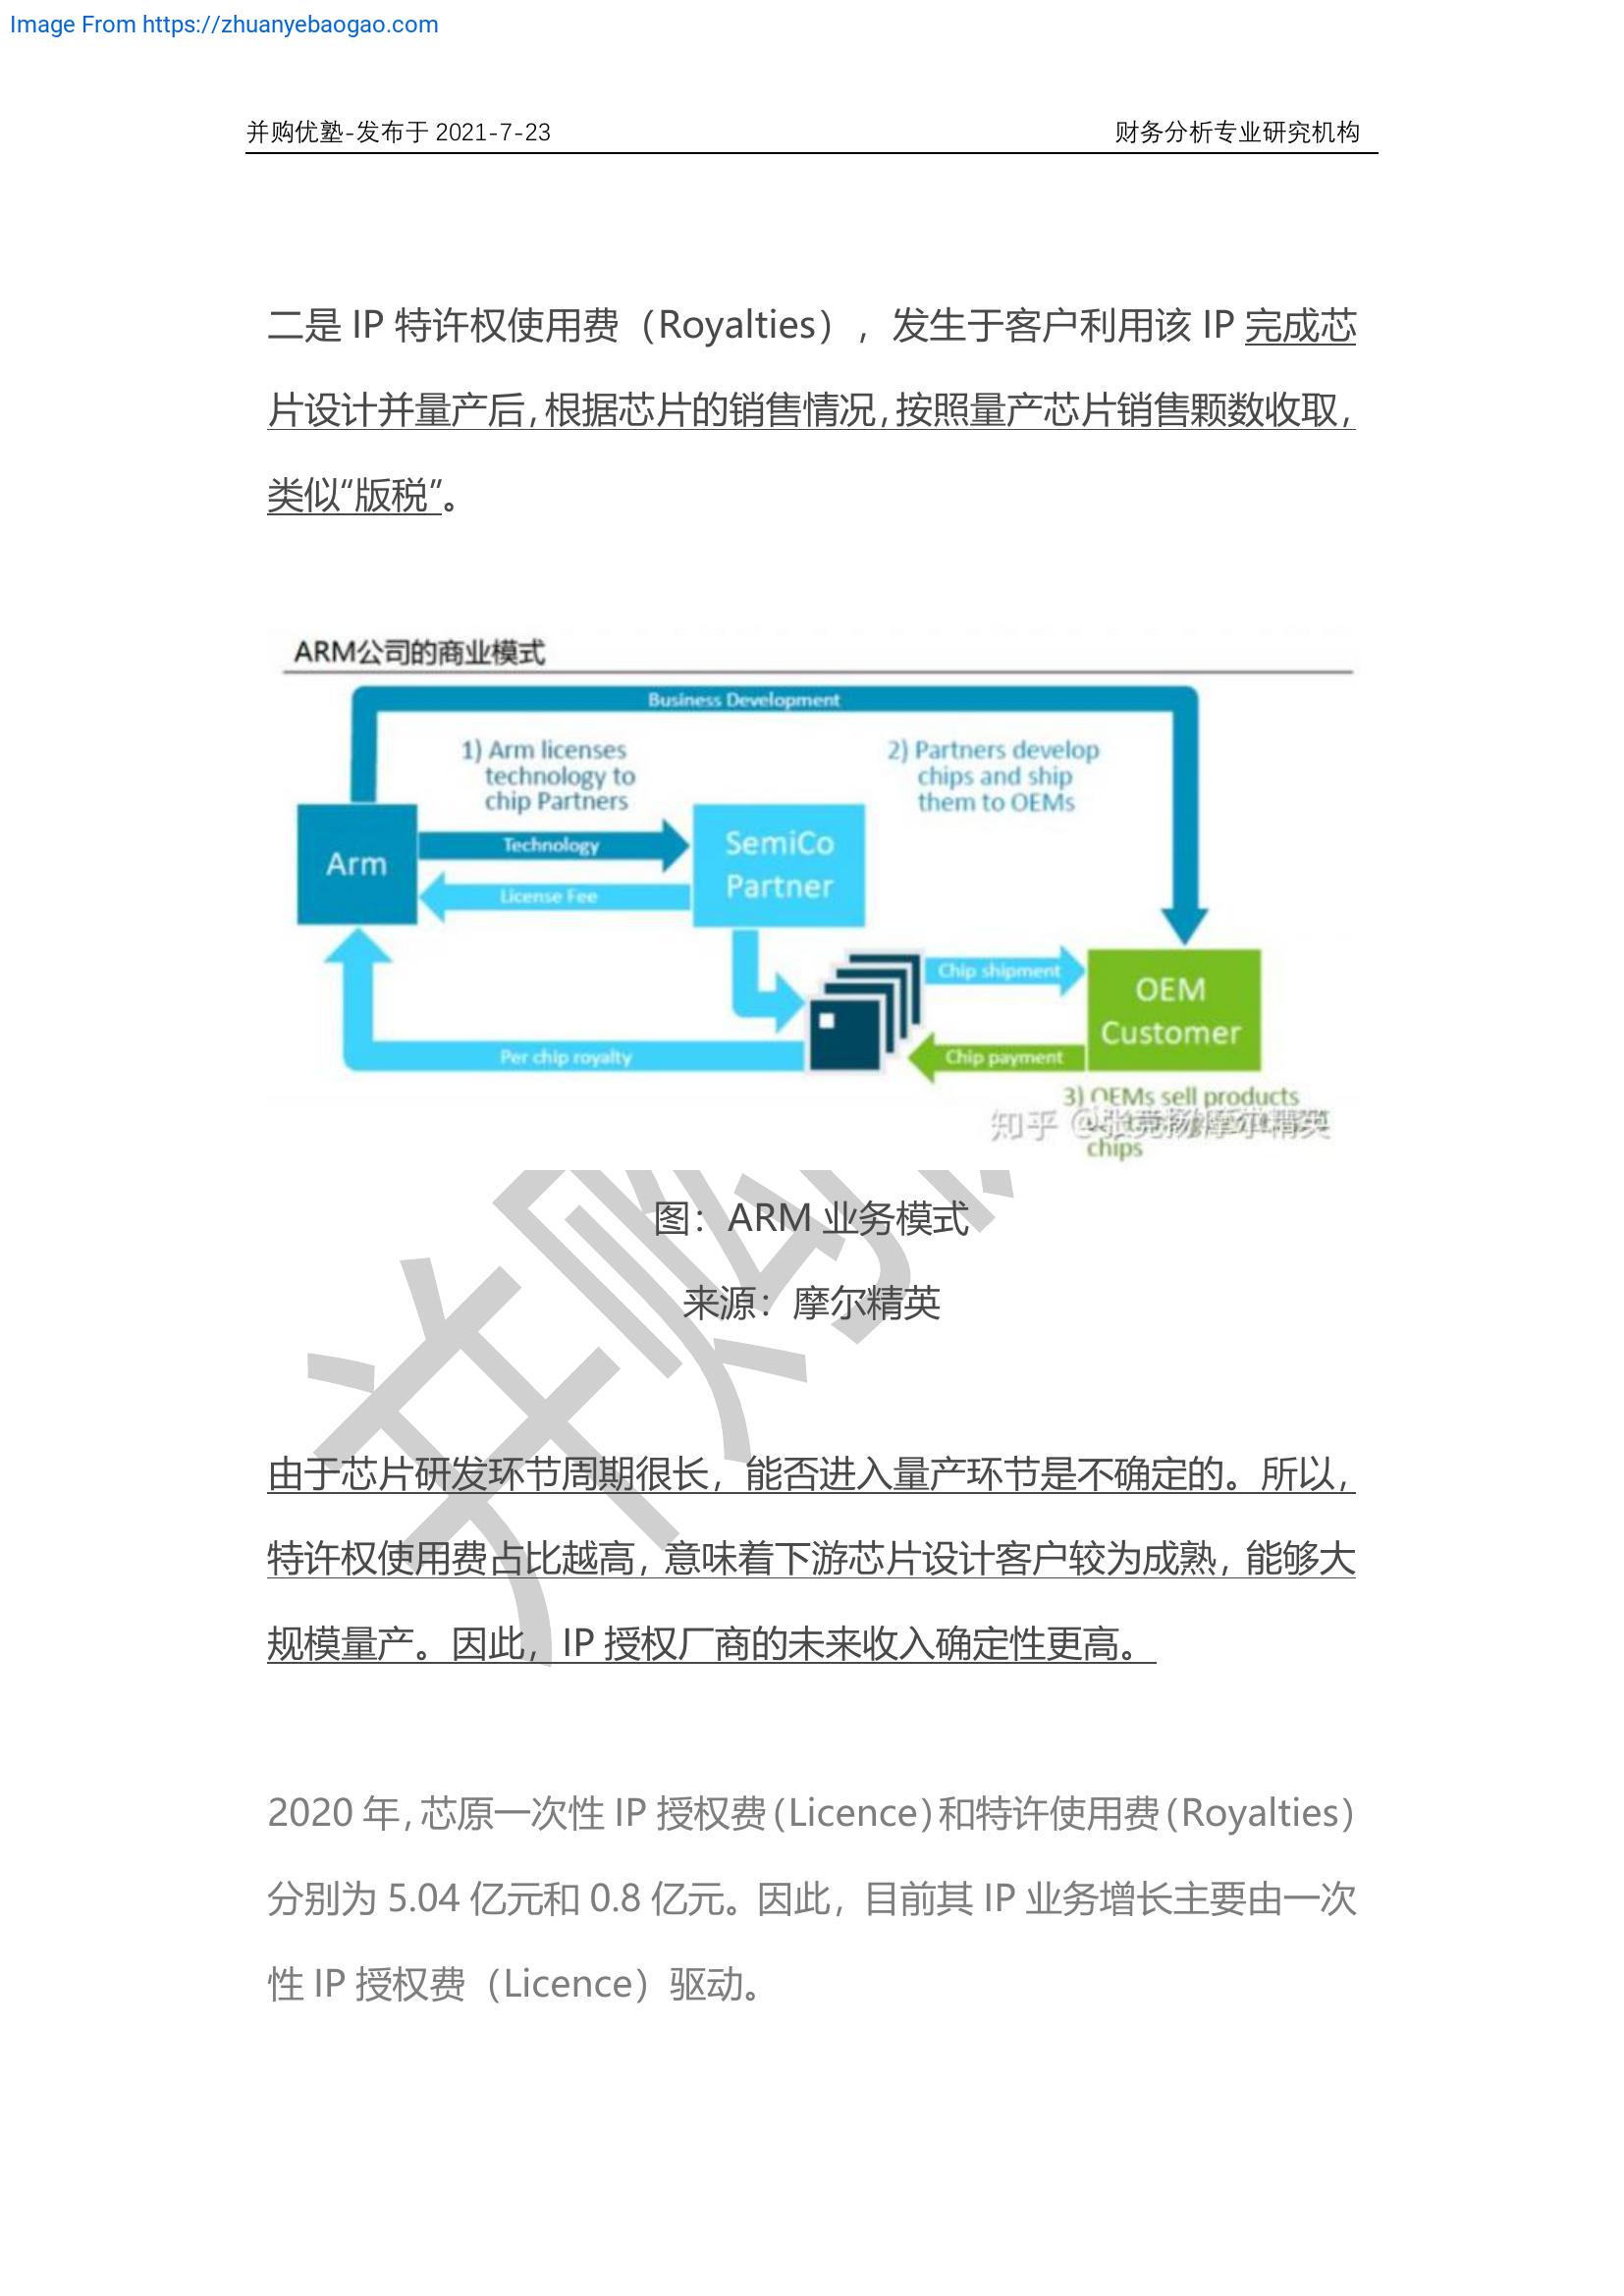 Image From https://zhuanyebaogao.com
并购优塾-发布于 2021-7-23 财务分析专业研究机构
二是 IP 特许权使用费（Royalties），发生于客户利用该 IP 完成芯
片设计并量产后，根据芯片的销售情况，按照量产芯片销售颗数收取，
类似“版税”。
ARM公司的商业模式
Business Development
1) Arm licenses
technology to
chip Partners
2) Partners develop
chips and ship
them to OEMs
Arm
Technology
License Fee
SemiCo
Partner
Chip shipment
OEM
Customer
Per chip royalty
Chip payment
3) OEMs sell products
知乎 @张竞扬 摩尔精英
chips
并购
图：ARM 业务模式
来源：摩尔精英
由于芯片研发环节周期很长，能否进入量产环节是不确定的。所以，
特许权使用费占比越高，意味着下游芯片设计客户较为成熟，能够大
规模量产。因此，IP 授权厂商的未来收入确定性更高。
2020 年，芯原一次性 IP 授权费（Licence）和特许使用费（Royalties）
分别为 5.04 亿元和 0.8 亿元。因此，目前其 IP 业务增长主要由一次
性 IP 授权费（Licence）驱动。